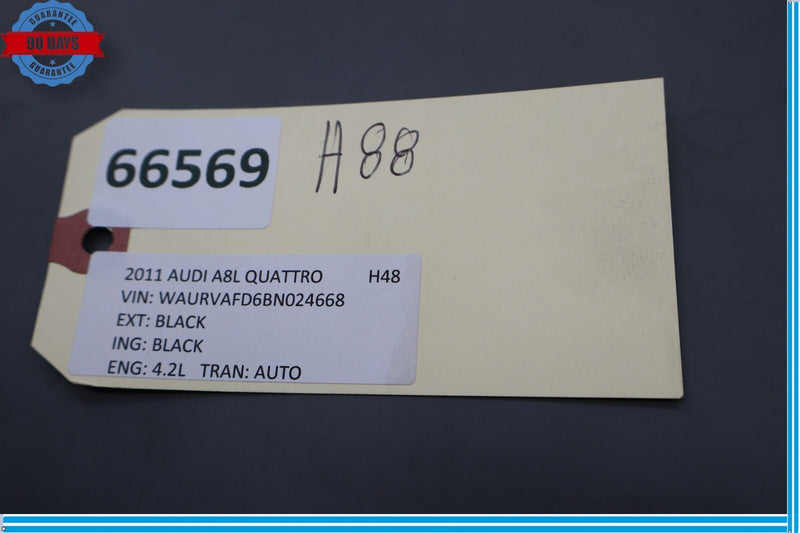 GUARANTEE
90 DAYS
GUARANTEE
66569
H88
2011 AUDI A8L QUATTRO H48
VIN: WAURVAFD6BN024668
EXT: BLACK
ING: BLACK
ENG: 4.2L TRAN: AUTO